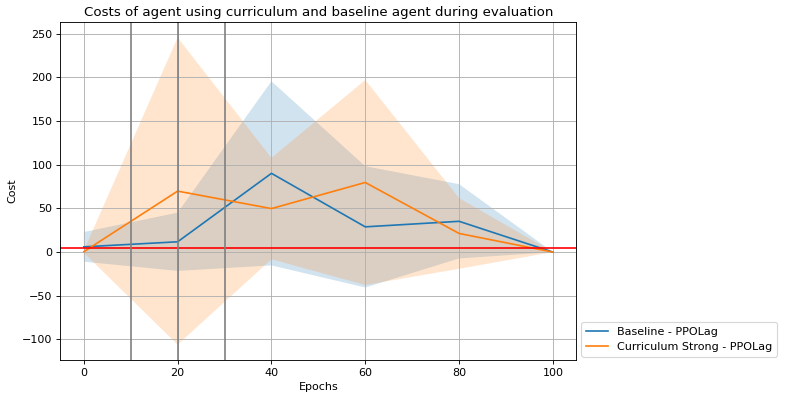 Costs of agent using curriculum and baseline agent during evaluation
250
200
150
100
50
0
−50
−100
Cost
0 20 40 60 80 100
Epochs
Baseline - PPOLag
Curriculum Strong - PPOLag